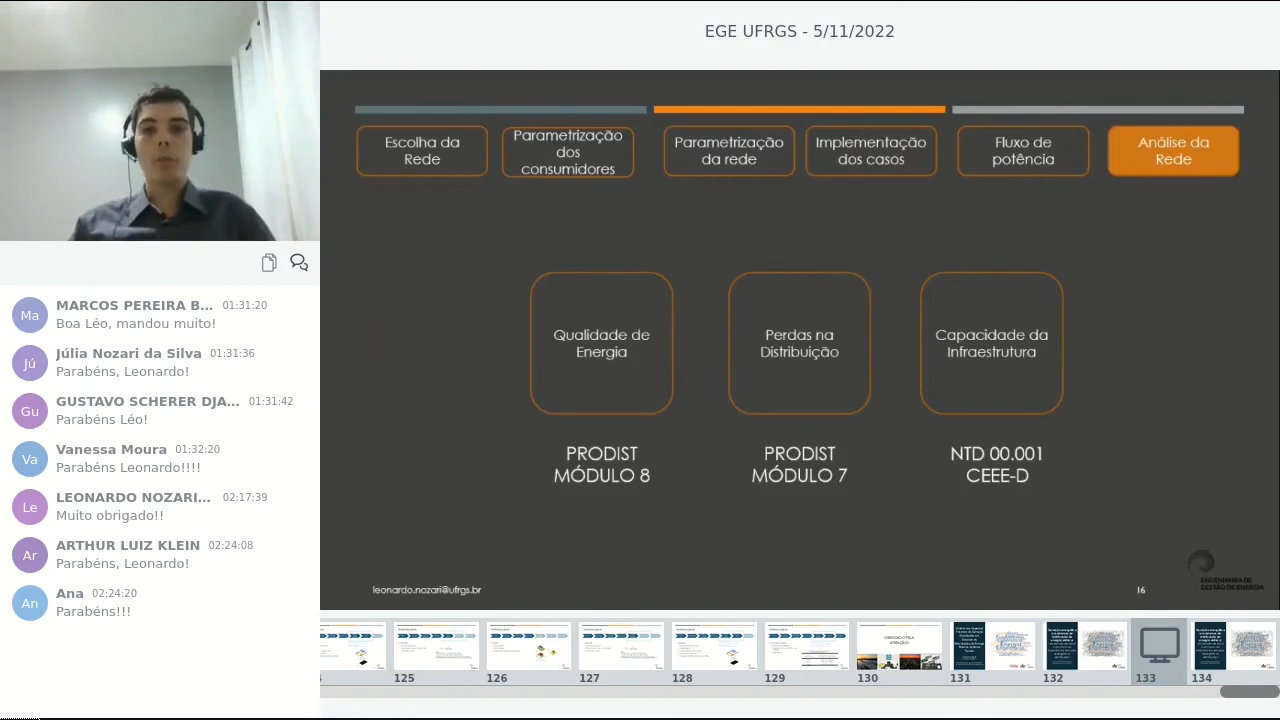 EGE UFRGS - 5/11/2022
Escolha da
Rede
Parametrização
dos
consumidores
Parametrização
da rede
Implementação
dos casos
Fluxo de
potência
Análise da
Rede
Qualidade de
Energia
Perdas na
Distribuição
Capacidade da
Infraestrutura
PRODIST
MÓDULO 8
PRODIST
MÓDULO 7
NTD 00.001
CEEE-D
leonardo.nozari@ufrgs.br
16
ENGENHARIA DE
GESTÃO DE ENERGIA
Ma
MARCOS PEREIRA B... 01:31:20
Boa Léo, mandou muito!
Jú
Júlia Nozari da Silva 01:31:36
Parabéns, Leonardo!
Gu
GUSTAVO SCHERER DJA... 01:31:42
Parabéns Léo!
Va
Vanessa Moura 01:32:20
Parabéns Leonardo!!!!
Le
LEONARDO NOZARI... 02:17:39
Muito obrigado!!
Ar
ARTHUR LUIZ KLEIN 02:24:08
Parabéns, Leonardo!
An
Ana 02:24:20
Parabéns!!!
OBRIGADO PELA
ATENÇÃO!
125 126 127 128 129 130 131 132 133 134